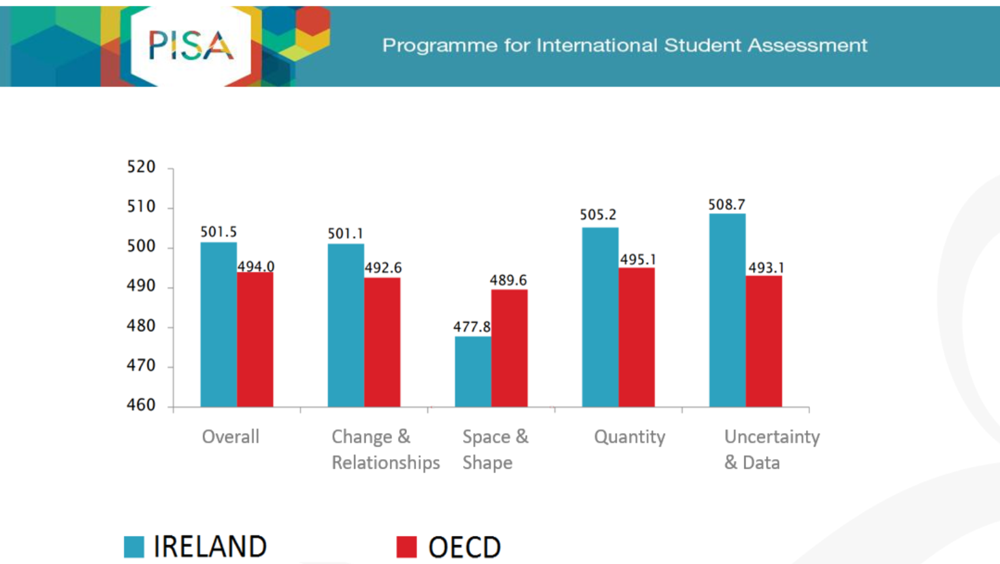 PISA
Programme for International Student Assessment
520
510
500
490
480
470
460
501.5
494.0
501.1
492.6
477.8
489.6
505.2
495.1
508.7
493.1
Overall
Change &
Relationships
Space &
Shape
Quantity
Uncertainty
& Data
IRELAND
OECD